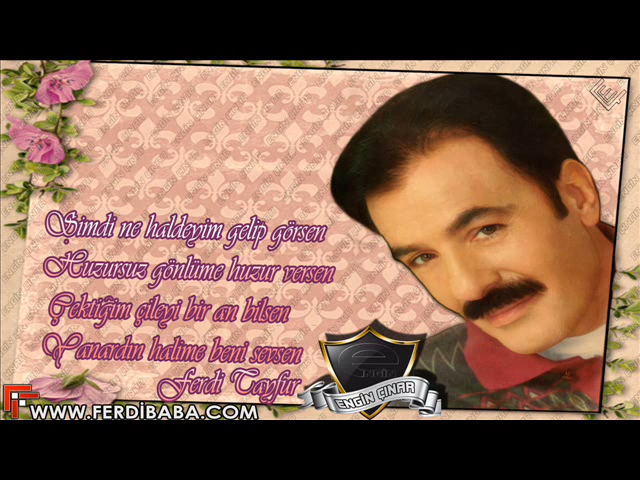 Şimdi ne haldeyim gelip görsen
Huzursuz gönlüme huzur versen
Çektiğim çileyi bir an bilsen
Yanardın halime beni sevsen
Ferdi Tayfur
ENGİN
ENGİN ÇINAR
WWW.FERDİBABA.COM